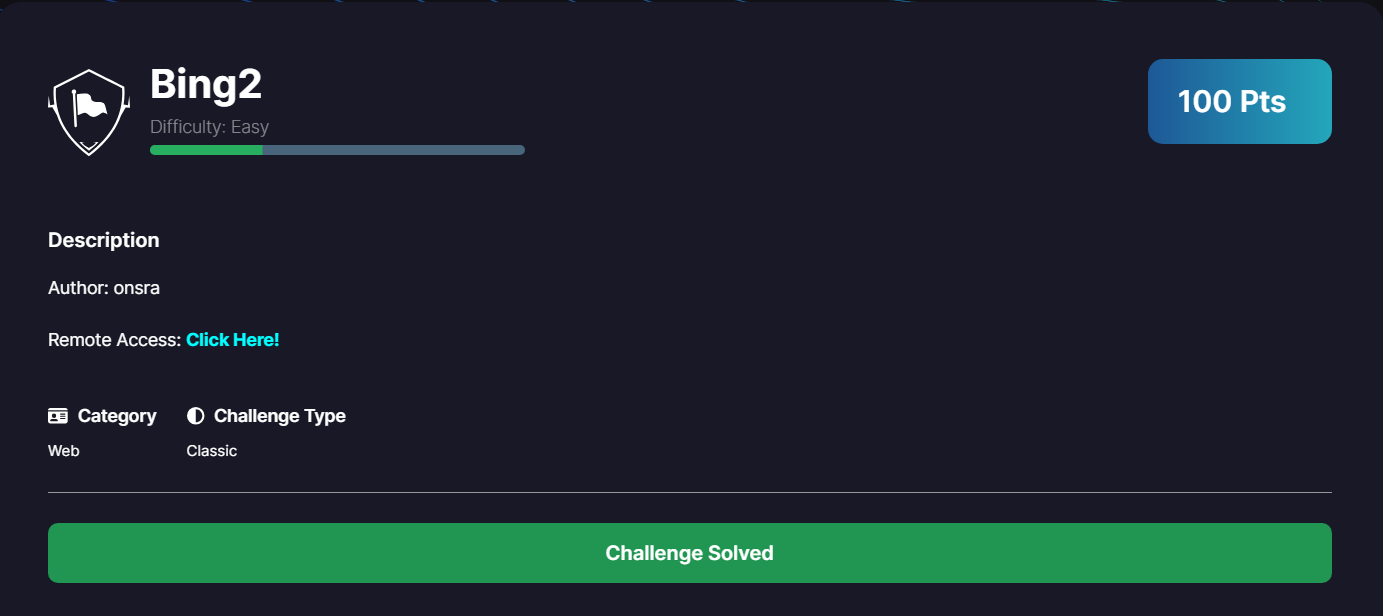 Bing2
Difficulty: Easy
100 Pts
Description
Author: onsra
Remote Access: Click Here!
Category
Challenge Type
Web
Classic
Challenge Solved